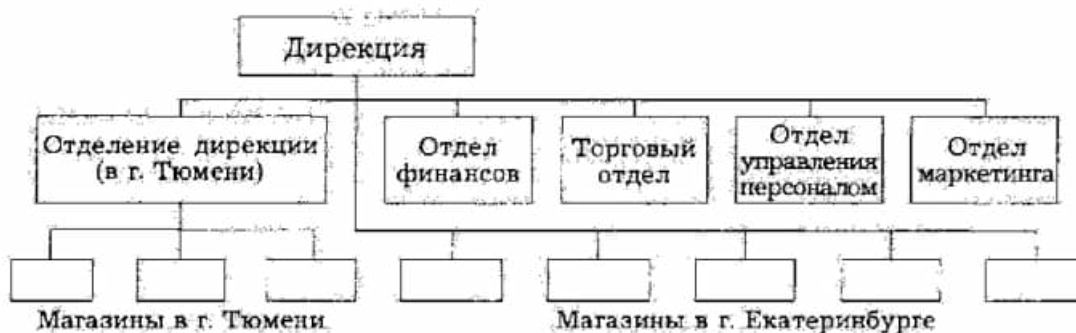 Дирекция
Отделение дирекции
(в г. Тюмени)
Отдел
финансов
Торговый
отдел
Отдел
управления
персоналом
Отдел
маркетинга
Магазины в г. Тюмени
Магазины в г. Екатеринбурге